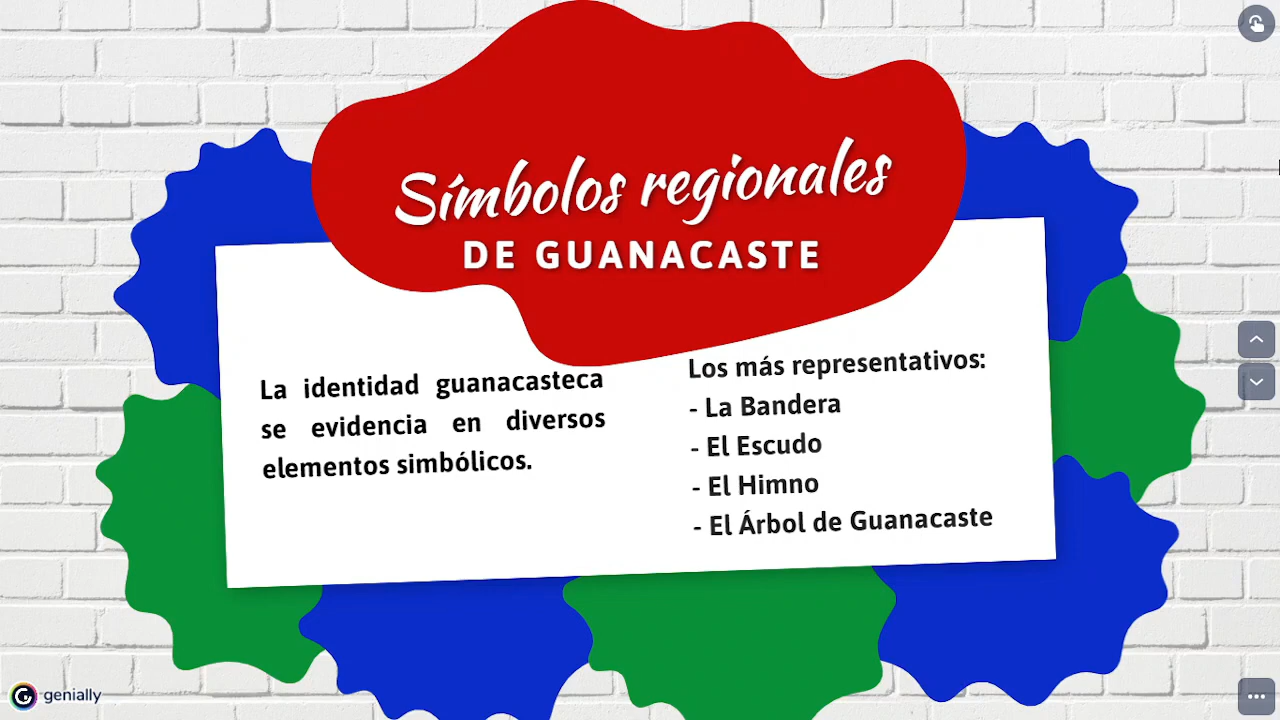 Símbolos regionales
DE GUANACASTE
La identidad guanacasteca
se evidencia en diversos
elementos simbólicos.
Los más representativos:
- La Bandera
- El Escudo
- El Himno
- El Árbol de Guanacaste
genially